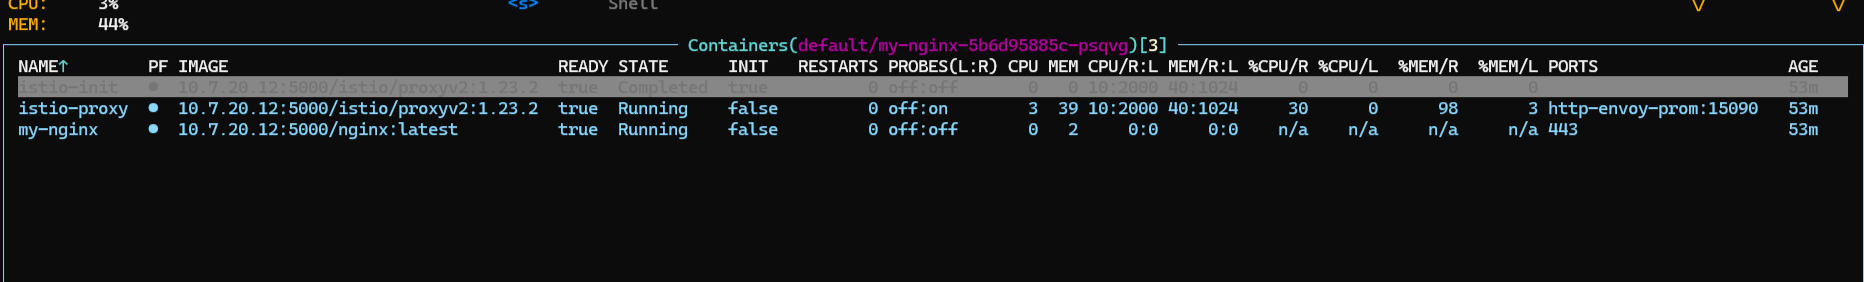 CPU: 3% <s> Shell
MEM: 44%
Containers(default/my-nginx-5b6d95885c-psqvg)[3]
NAME↑ PF IMAGE READY STATE INIT RESTARTS PROBES(L:R) CPU MEM CPU/R:L MEM/R:L %CPU/R %CPU/L %MEM/R %MEM/L PORTS AGE
istio-init ● 10.7.20.12:5000/istio/proxyv2:1.23.2 true Completed true 0 off:off 0 0 10:2000 40:1024 0 0 0 0 53m
istio-proxy ● 10.7.20.12:5000/istio/proxyv2:1.23.2 true Running false 0 off:on 3 39 10:2000 40:1024 30 0 98 3 http-envoy-prom:15090 53m
my-nginx ● 10.7.20.12:5000/nginx:latest true Running false 0 off:off 0 2 0:0 0:0 n/a n/a n/a n/a 443 53m